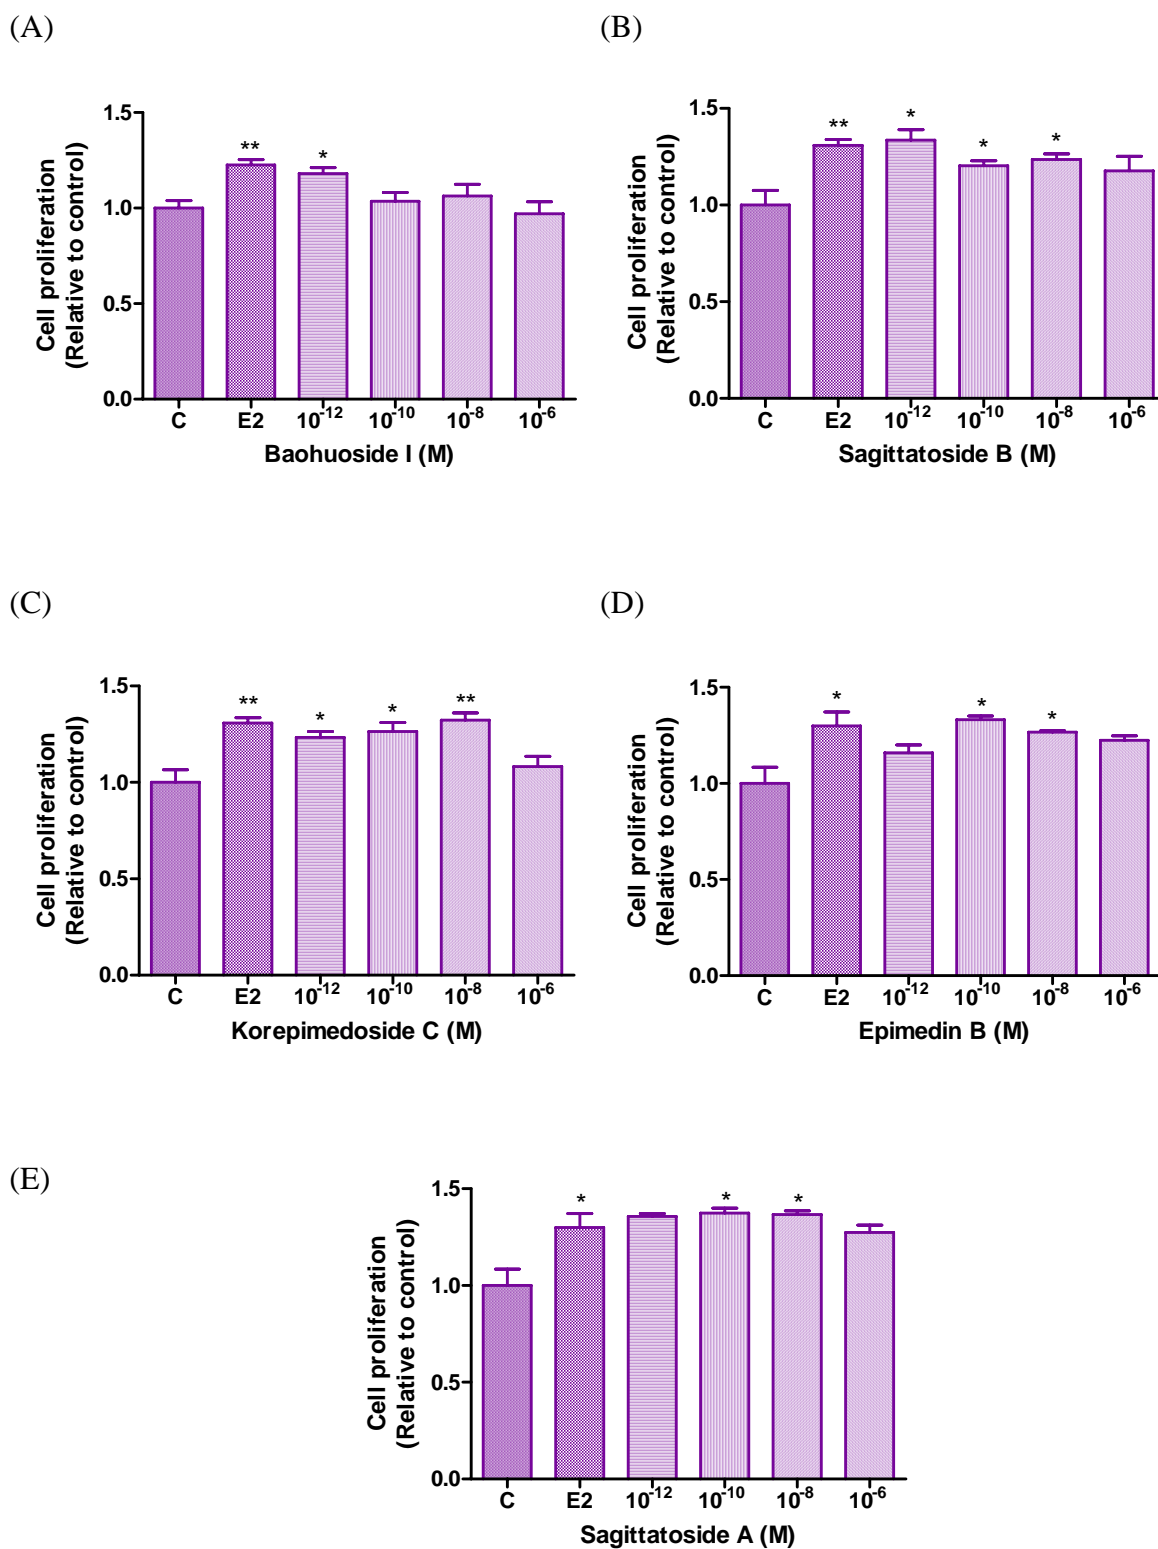 (A)
(B)
Cell proliferation
(Relative to control)
1.5
1.0
0.5
0.0
** *
C E2 10⁻¹² 10⁻¹⁰ 10⁻⁸ 10⁻⁶
Baohuoside I (M)
Cell proliferation
(Relative to control)
1.5
1.0
0.5
0.0
** * * *
C E2 10⁻¹² 10⁻¹⁰ 10⁻⁸ 10⁻⁶
Sagittatoside B (M)
(C)
(D)
Cell proliferation
(Relative to control)
1.5
1.0
0.5
0.0
** * * **
C E2 10⁻¹² 10⁻¹⁰ 10⁻⁸ 10⁻⁶
Korepimedoside C (M)
Cell proliferation
(Relative to control)
1.5
1.0
0.5
0.0
* * *
C E2 10⁻¹² 10⁻¹⁰ 10⁻⁸ 10⁻⁶
Epimedin B (M)
(E)
Cell proliferation
(Relative to control)
1.5
1.0
0.5
0.0
* * *
C E2 10⁻¹² 10⁻¹⁰ 10⁻⁸ 10⁻⁶
Sagittatoside A (M)